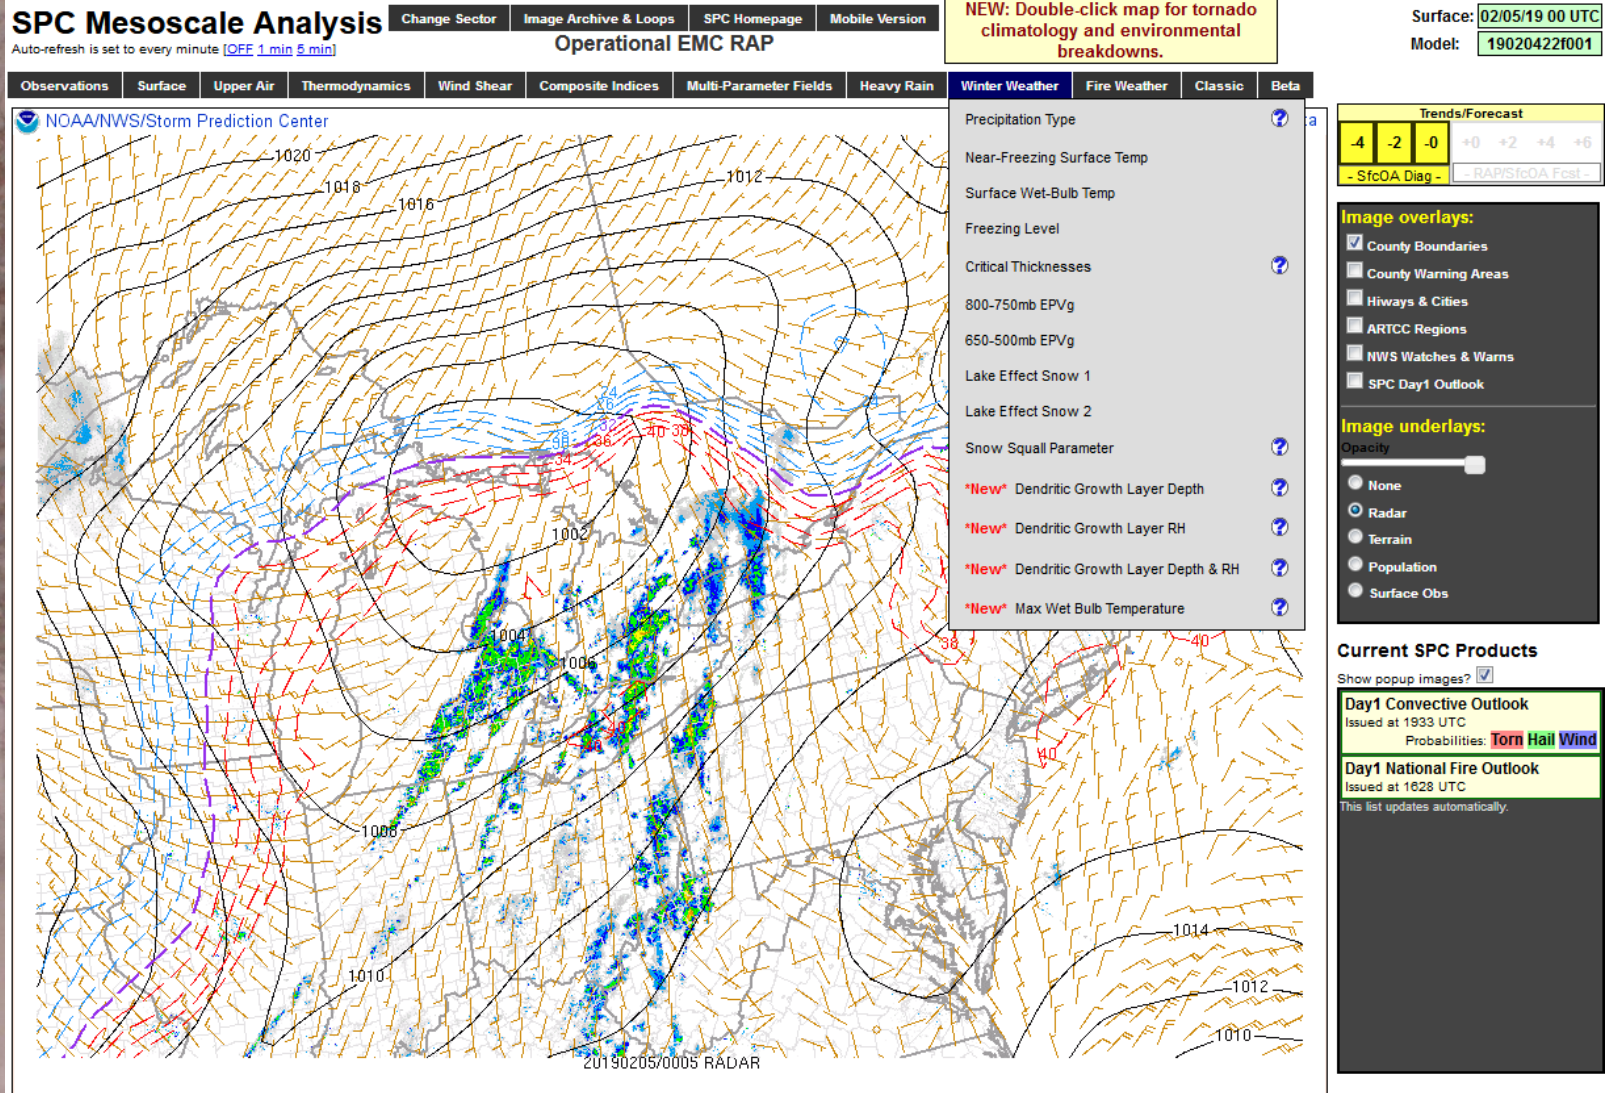 SPC Mesoscale Analysis
Change Sector
Image Archive & Loops
SPC Homepage
Mobile Version
Auto-refresh is set to every minute [OFF 1 min 5 min]
Operational EMC RAP
NEW: Double-click map for tornado
climatology and environmental
breakdowns.
Surface: 02/05/19 00 UTC
Model: 19020422f001
Observations
Surface
Upper Air
Thermodynamics
Wind Shear
Composite Indices
Multi-Parameter Fields
Heavy Rain
Winter Weather
Fire Weather
Classic
Beta
NOAA/NWS/Storm Prediction Center
Precipitation Type
Near-Freezing Surface Temp
Surface Wet-Bulb Temp
Freezing Level
Critical Thicknesses
800-750mb EPVg
650-500mb EPVg
Lake Effect Snow 1
Lake Effect Snow 2
Snow Squall Parameter
*New* Dendritic Growth Layer Depth
*New* Dendritic Growth Layer RH
*New* Dendritic Growth Layer Depth & RH
*New* Max Wet Bulb Temperature
1020
1018
1016
1012
24
26
32
36
34
40 38
1002
1004
1006
1008
1010
38
40
40
1014
1012
1010
20190205/0005 RADAR
Trends/Forecast
-4 -2 -0 +0 +2 +4 +6
- SfcOA Diag - - RAP/SfcOA Fcst -
Image overlays:
County Boundaries
County Warning Areas
Hiways & Cities
ARTCC Regions
NWS Watches & Warns
SPC Day1 Outlook
Image underlays:
Opacity
None
Radar
Terrain
Population
Surface Obs
Current SPC Products
Show popup images?
Day1 Convective Outlook
Issued at 1933 UTC
Probabilities: Torn Hail Wind
Day1 National Fire Outlook
Issued at 1628 UTC
This list updates automatically.